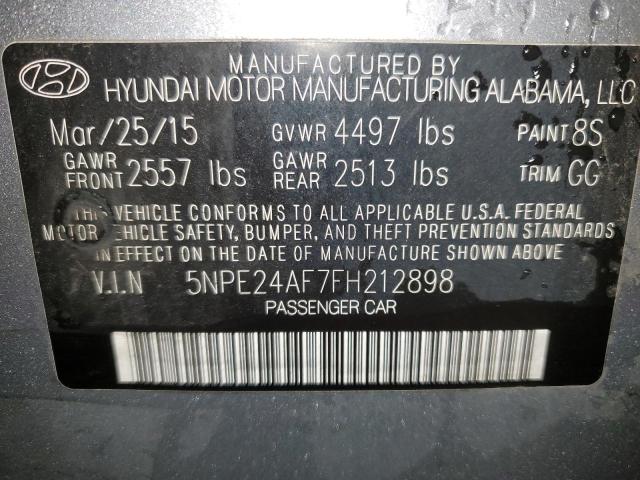 MANUFACTURED BY
HYUNDAI MOTOR MANUFACTURING ALABAMA, LLC
Mar/25/15 GVWR 4497 lbs PAINT 8S
GAWR FRONT 2557 lbs GAWR REAR 2513 lbs TRIM GG
THIS VEHICLE CONFORMS TO ALL APPLICABLE U.S.A. FEDERAL
MOTOR VEHICLE SAFETY, BUMPER, AND THEFT PREVENTION STANDARDS
IN EFFECT ON THE DATE OF MANUFACTURE SHOWN ABOVE.
V.I.N 5NPE24AF7FH212898
PASSENGER CAR